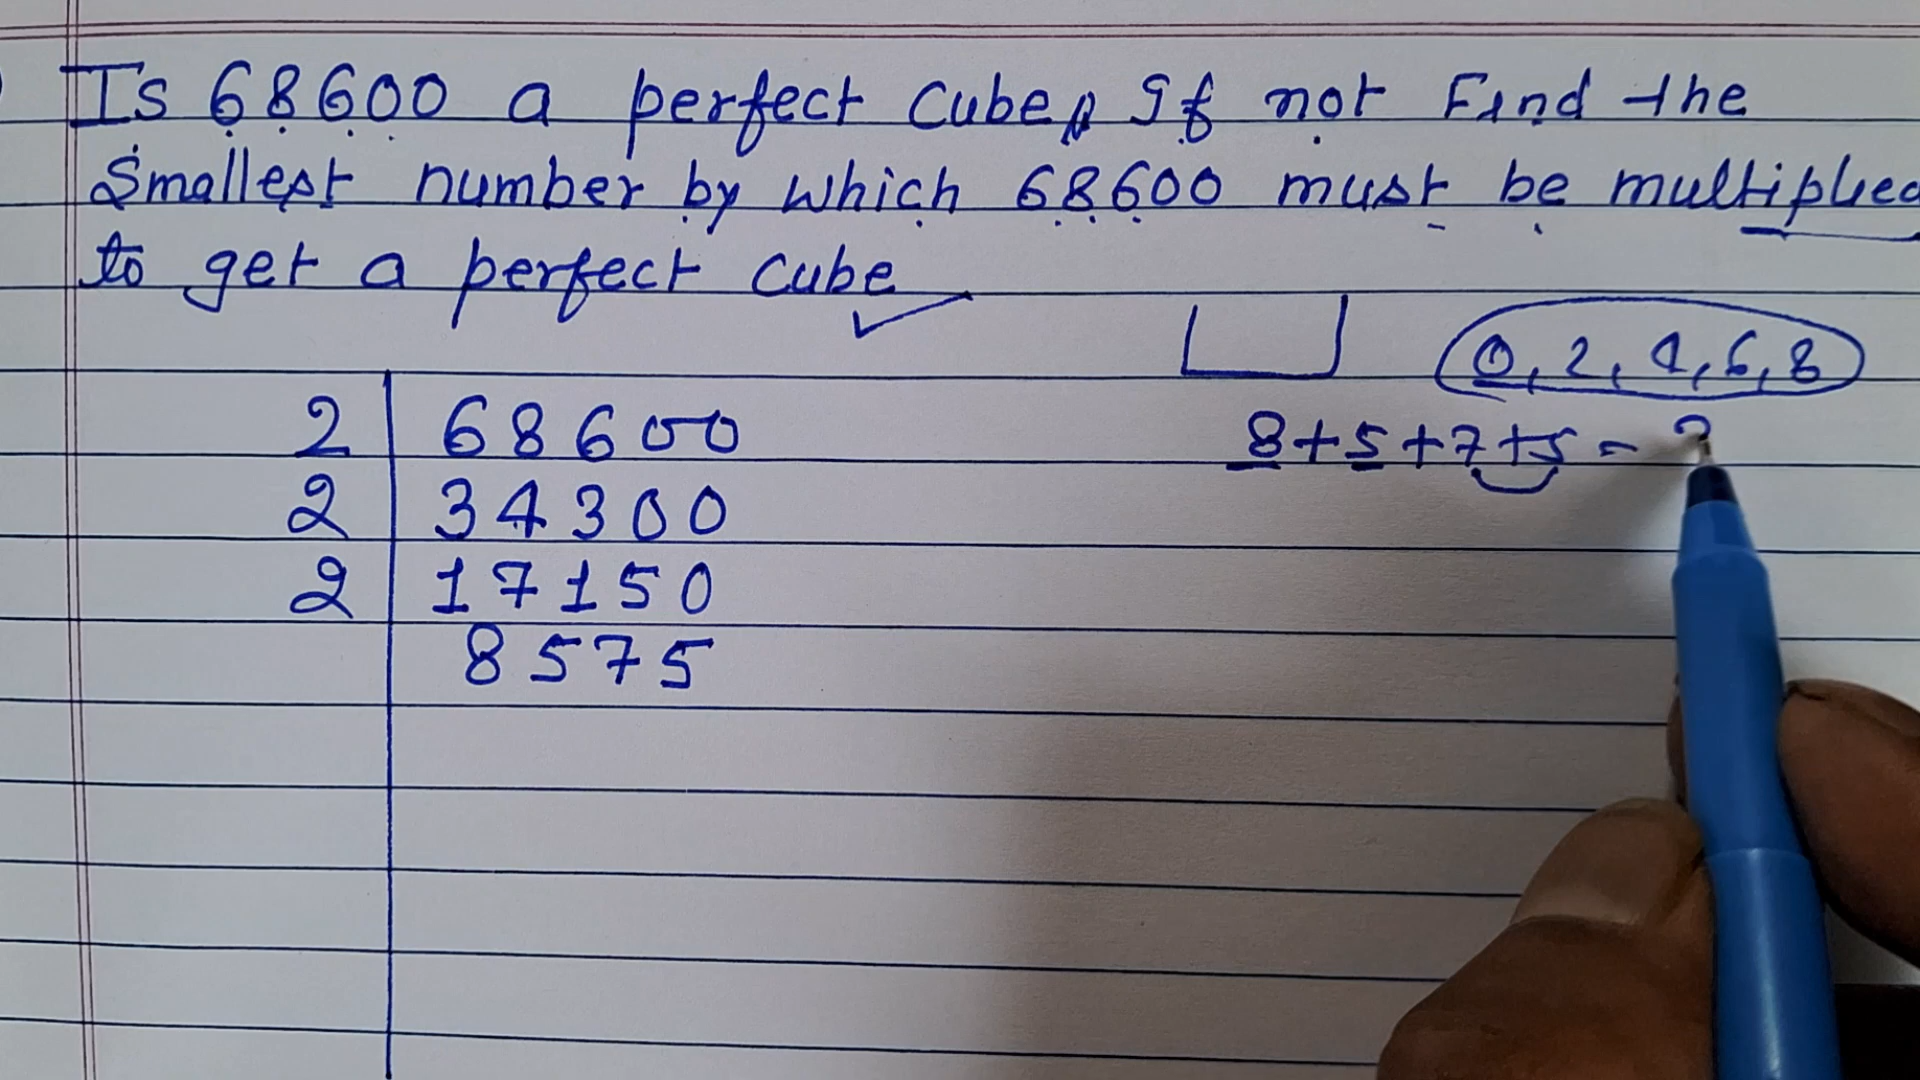 Is 68600 a perfect cube, If not Find the
Smallest number by which 68600 must be multiplied
to get a perfect cube
0, 2, 4, 6, 8
2 68600
8+5+7+5 = 2
2 34300
2 17150
8575